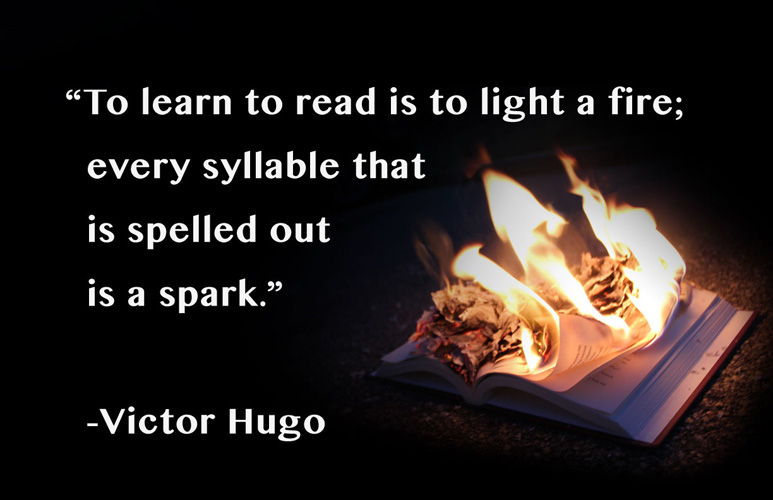 “To learn to read is to light a fire;
every syllable that
is spelled out
is a spark.”
-Victor Hugo